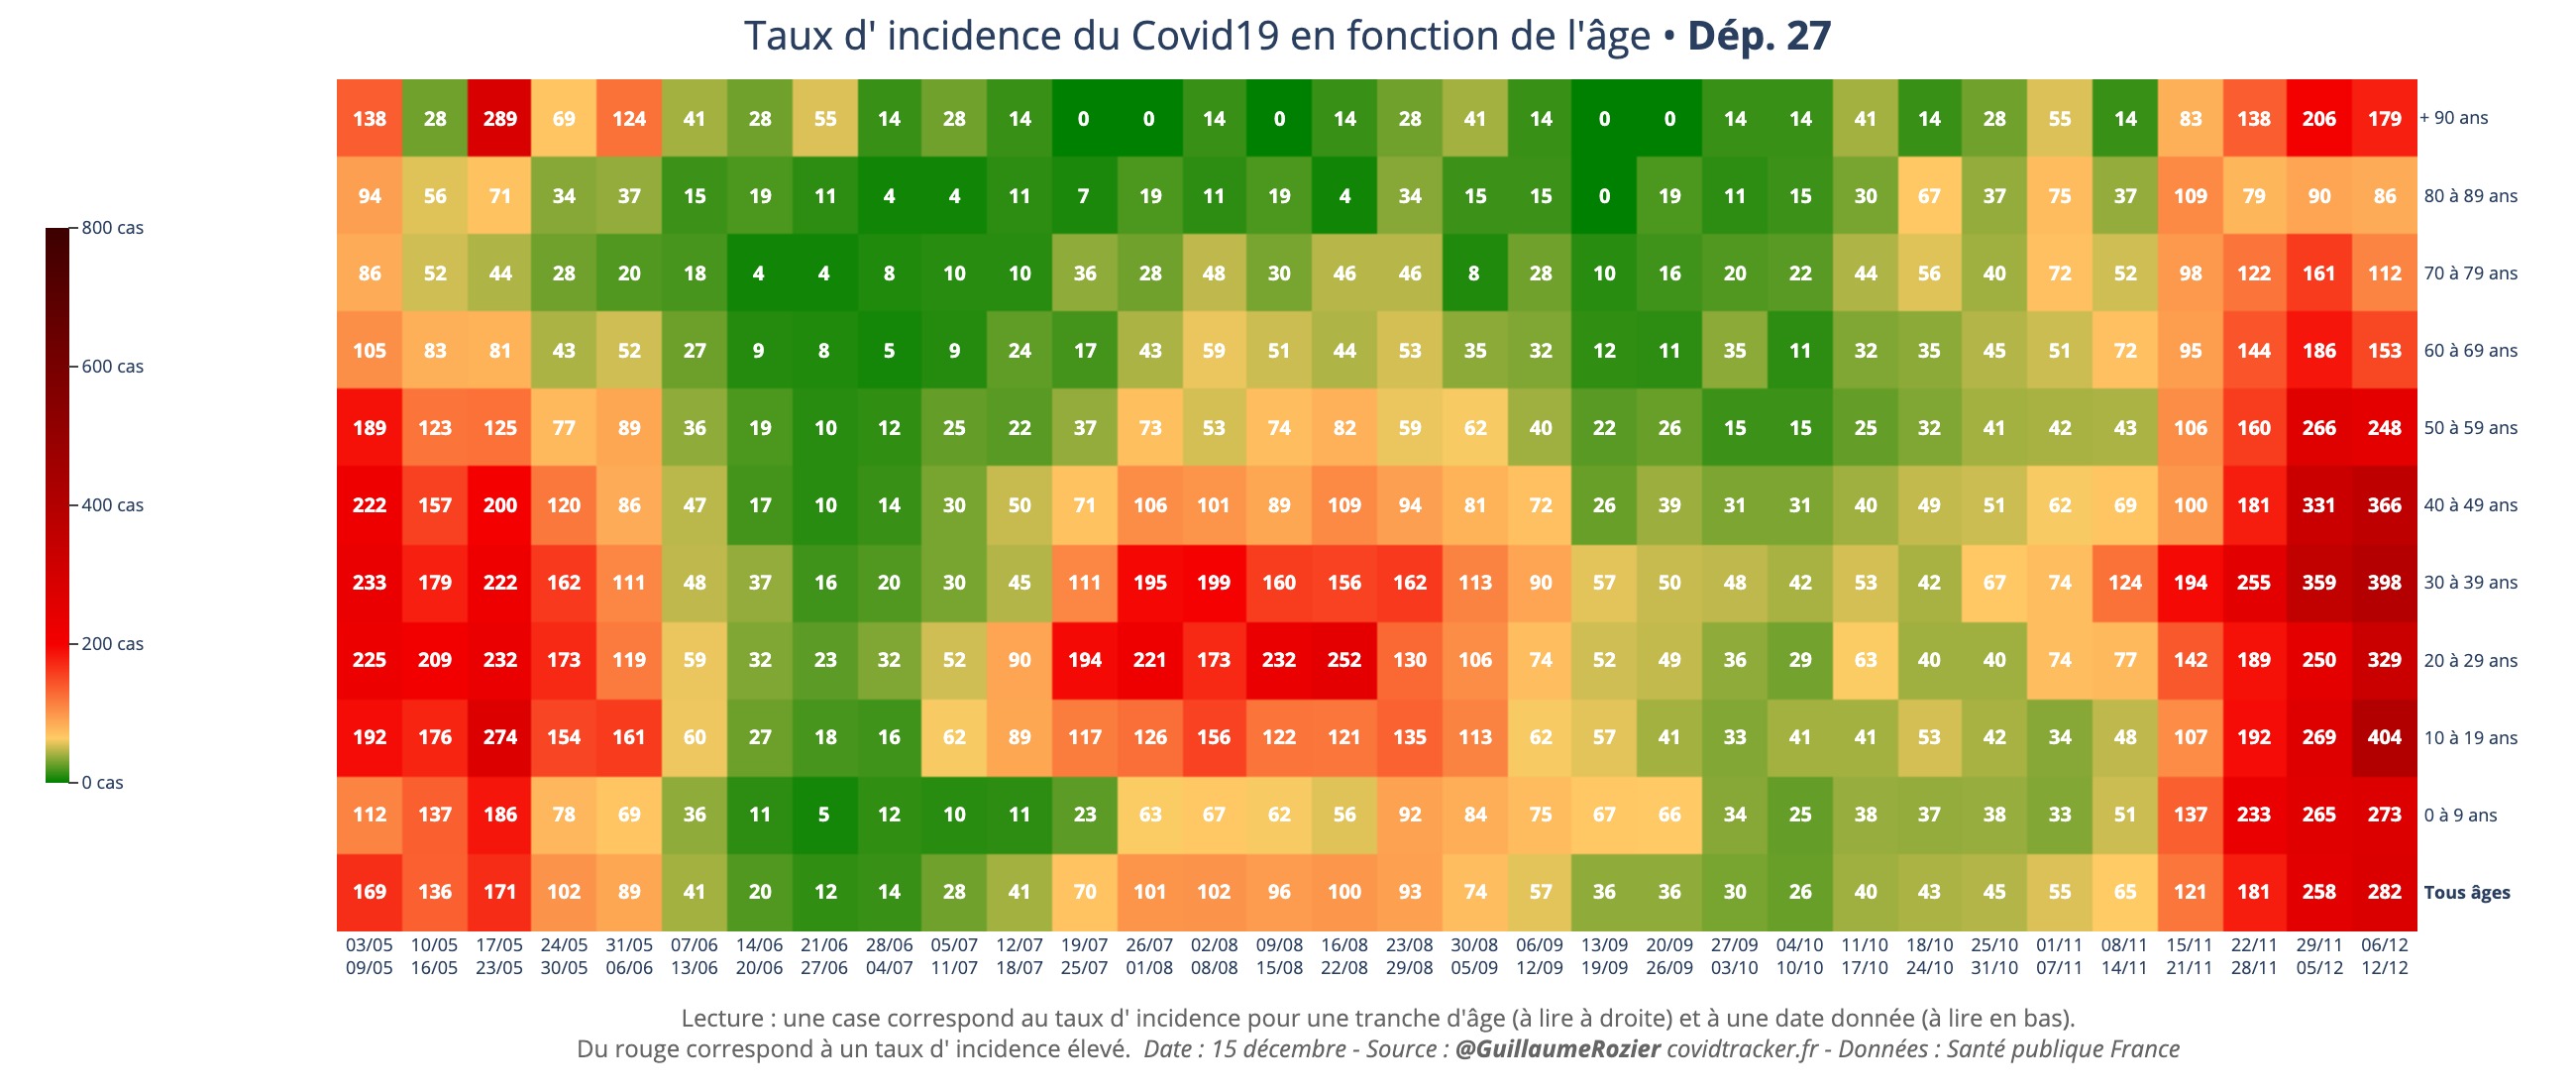 Taux d' incidence du Covid19 en fonction de l'âge • Dép. 27
138 28 289 69 124 41 28 55 14 28 14 0 0 14 0 14 28 41 14 0 0 14 14 41 14 28 55 14 83 138 206 179 + 90 ans
94 56 71 34 37 15 19 11 4 4 11 7 19 11 19 4 34 15 15 0 19 11 15 30 67 37 75 37 109 79 90 86 80 à 89 ans
800 cas
86 52 44 28 20 18 4 4 8 10 10 36 28 48 30 46 46 8 28 10 16 20 22 44 56 40 72 52 98 122 161 112 70 à 79 ans
105 83 81 43 52 27 9 8 5 9 24 17 43 59 51 44 53 35 32 12 11 35 11 32 35 45 51 72 95 144 186 153 60 à 69 ans
600 cas
189 123 125 77 89 36 19 10 12 25 22 37 73 53 74 82 59 62 40 22 26 15 15 25 32 41 42 43 106 160 266 248 50 à 59 ans
400 cas
222 157 200 120 86 47 17 10 14 30 50 71 106 101 89 109 94 81 72 26 39 31 31 40 49 51 62 69 100 181 331 366 40 à 49 ans
233 179 222 162 111 48 37 16 20 30 45 111 195 199 160 156 162 113 90 57 50 48 42 53 42 67 74 124 194 255 359 398 30 à 39 ans
200 cas
225 209 232 173 119 59 32 23 32 52 90 194 221 173 232 252 130 106 74 52 49 36 29 63 40 40 74 77 142 189 250 329 20 à 29 ans
192 176 274 154 161 60 27 18 16 62 89 117 126 156 122 121 135 113 62 57 41 33 41 41 53 42 34 48 107 192 269 404 10 à 19 ans
0 cas
112 137 186 78 69 36 11 5 12 10 11 23 63 67 62 56 92 84 75 67 66 34 25 38 37 38 33 51 137 233 265 273 0 à 9 ans
169 136 171 102 89 41 20 12 14 28 41 70 101 102 96 100 93 74 57 36 36 30 26 40 43 45 55 65 121 181 258 282 Tous âges
03/05 10/05 17/05 24/05 31/05 07/06 14/06 21/06 28/06 05/07 12/07 19/07 26/07 02/08 09/08 16/08 23/08 30/08 06/09 13/09 20/09 27/09 04/10 11/10 18/10 25/10 01/11 08/11 15/11 22/11 29/11 06/12
09/05 16/05 23/05 30/05 06/06 13/06 20/06 27/06 04/07 11/07 18/07 25/07 01/08 08/08 15/08 22/08 29/08 05/09 12/09 19/09 26/09 03/10 10/10 17/10 24/10 31/10 07/11 14/11 21/11 28/11 05/12 12/12
Lecture : une case correspond au taux d' incidence pour une tranche d'âge (à lire à droite) et à une date donnée (à lire en bas).
Du rouge correspond à un taux d' incidence élevé. Date : 15 décembre - Source : @GuillaumeRozier covidtracker.fr - Données : Santé publique France